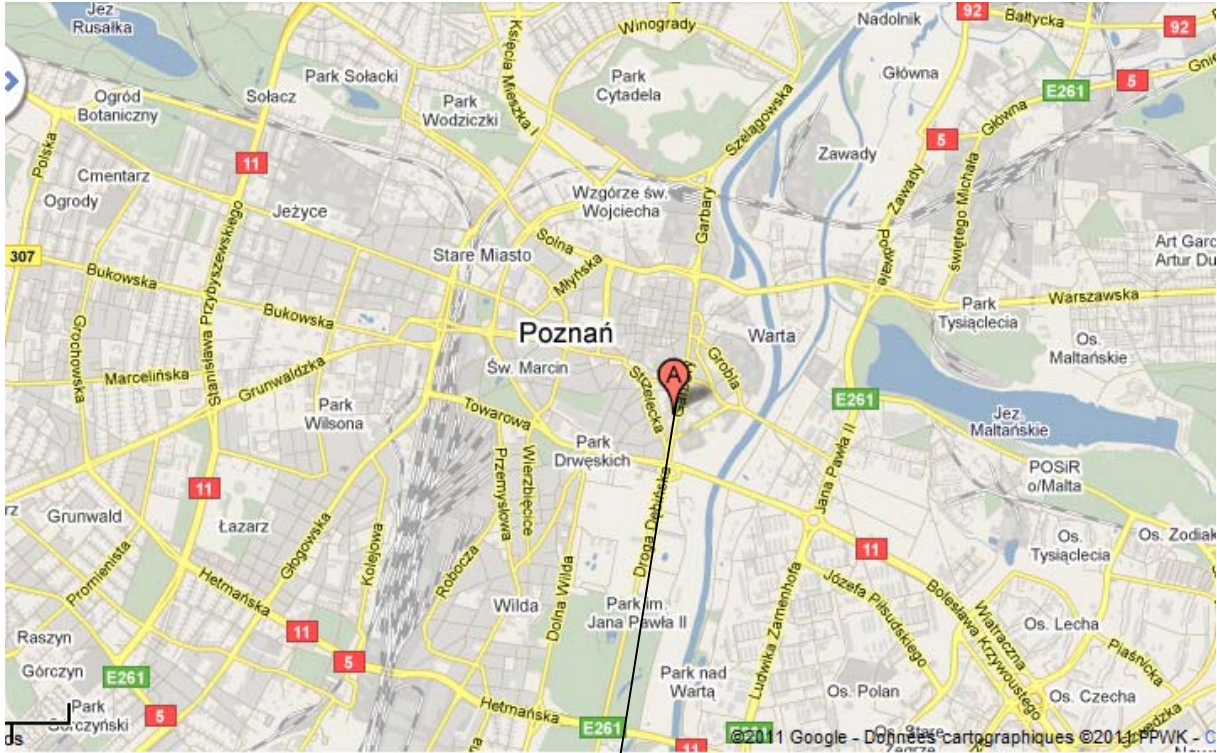 Jez
Rusałka
Nadolnik
92
Bałtycka
92
Winogrady
Księcia Mieszka I
Park Sołacki
Park
Cytadela
Główna
5
E261
Ogród
Botaniczny
Sołacz
Park
Wodziczki
Szelągowska
Główna
5
Polska
11
Zawady
Zawady
świętego Michała
Cmentarz
Ogrody
Jeżyce
Wzgórze św.
Wojciecha
Garbary
Podwale
Stare Miasto
Solna
Młyńska
307
Bukowska
Bukowska
Stanisława Przybyszewskiego
Art Garc
Artur Du
Park
Tysiąclecia
Warszawska
Poznań
Warta
Os.
Maltańskie
Grochowska
Marcelińska
Grunwaldzka
Św. Marcin
Strzelecka
A
Grobla
Park
Wilsona
Towarowa
E261
Jez.
Maltańskie
Park
Drwęskich
Przemysłowa
Wierzbięcice
Jana Pawła II
POSiR
o/Malta
11
Grunwald
Łazarz
Głogowska
Kolejowa
Droga Dębińska
11
Os.
Tysiąclecia
Os. Zodiak
Promienista
Hetmańska
Robocza
Dolna Wilda
Wilda
Park im.
Jana Pawła II
Ludwika Zamenhofa
Józefa Piłsudskiego
Bolesława Krzywoustego
Wiatraczna
Os. Lecha
Piaśnicka
11
5
Raszyn
Górczyn
E261
Park
Górczyński
5
Hetmańska
E261
11
Park nad
Wartą
Os. Polan
Os. Czecha
Os. Stare
©2011 Google - Données cartographiques ©2011 PPWK - C